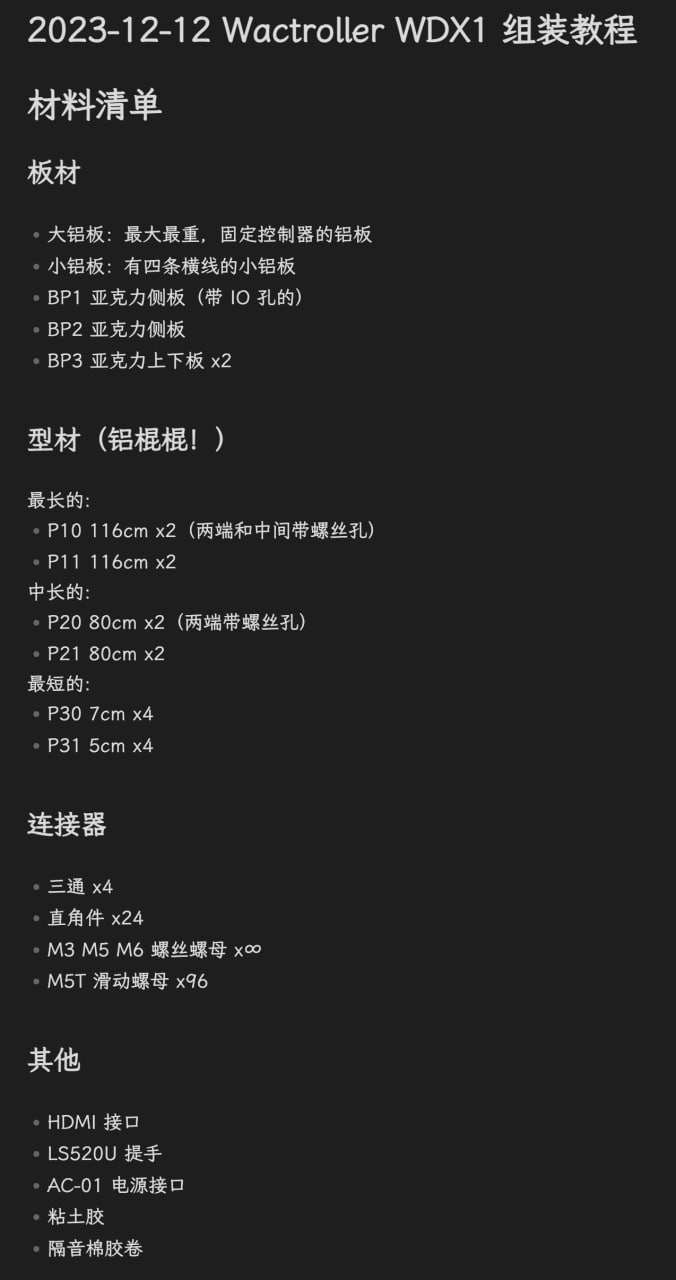 2023-12-12 Wactroller WDX1 组装教程
材料清单
板材
大铝板：最大最重，固定控制器的铝板
小铝板：有四条横线的小铝板
BP1 亚克力侧板（带 IO 孔的）
BP2 亚克力侧板
BP3 亚克力上下板 x2
型材（铝棍棍！）
最长的：
P10 116cm x2（两端和中间带螺丝孔）
P11 116cm x2
中长的：
P20 80cm x2（两端带螺丝孔）
P21 80cm x2
最短的：
P30 7cm x4
P31 5cm x4
连接器
三通 x4
直角件 x24
M3 M5 M6 螺丝螺母 x∞
M5T 滑动螺母 x96
其他
HDMI 接口
LS520U 提手
AC-01 电源接口
粘土胶
隔音棉胶卷